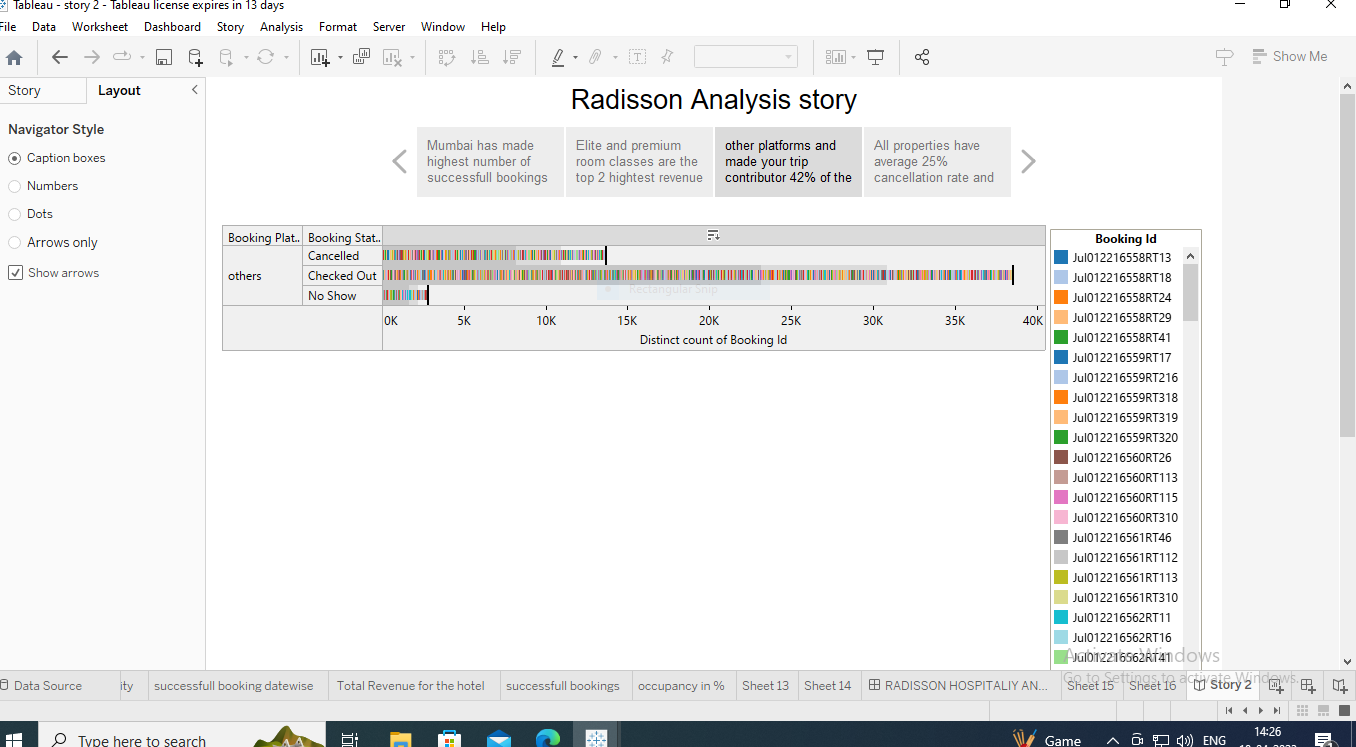 Tableau - story 2 - Tableau license expires in 13 days
File Data Worksheet Dashboard Story Analysis Format Server Window Help
Show Me
Story Layout
Navigator Style
Caption boxes
Numbers
Dots
Arrows only
Show arrows
Radisson Analysis story
Mumbai has made
highest number of
successfull bookings
Elite and premium
room classes are the
top 2 hightest revenue
other platforms and
made your trip
contributor 42% of the
All properties have
average 25%
cancellation rate and
Booking Plat.. Booking Stat..
others
Cancelled
Checked Out
No Show
Rectangular Snip
0K 5K 10K 15K 20K 25K 30K 35K 40K
Distinct count of Booking Id
Booking Id
Jul012216558RT13
Jul012216558RT18
Jul012216558RT24
Jul012216558RT29
Jul012216558RT41
Jul012216559RT17
Jul012216559RT216
Jul012216559RT318
Jul012216559RT319
Jul012216559RT320
Jul012216560RT26
Jul012216560RT113
Jul012216560RT115
Jul012216560RT310
Jul012216561RT46
Jul012216561RT112
Jul012216561RT113
Jul012216561RT310
Jul012216562RT11
Jul012216562RT16
Jul012216562RT41
Activate Windows
Go to Settings to activate Windows.
Data Source ity successful booking datewise Total Revenue for the hotel successful bookings occupancy in % Sheet 13 Sheet 14 RADISSON HOSPITALIY AN... Sheet 15 Sheet 16 Story 2
Type here to search
Game
ENG
14:26